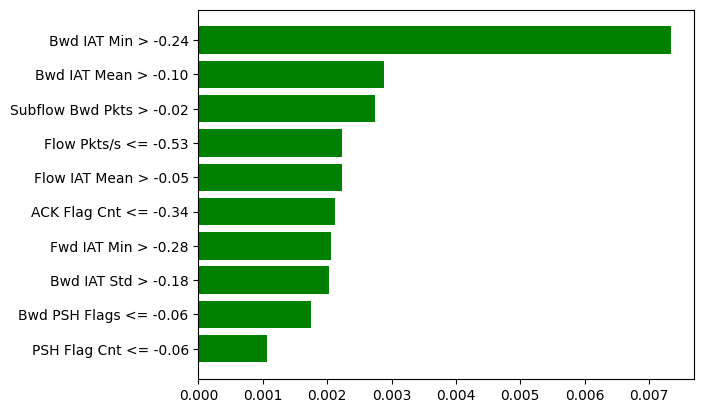 Bwd IAT Min > -0.24
Bwd IAT Mean > -0.10
Subflow Bwd Pkts > -0.02
Flow Pkts/s <= -0.53
Flow IAT Mean > -0.05
ACK Flag Cnt <= -0.34
Fwd IAT Min > -0.28
Bwd IAT Std > -0.18
Bwd PSH Flags <= -0.06
PSH Flag Cnt <= -0.06
0.000 0.001 0.002 0.003 0.004 0.005 0.006 0.007